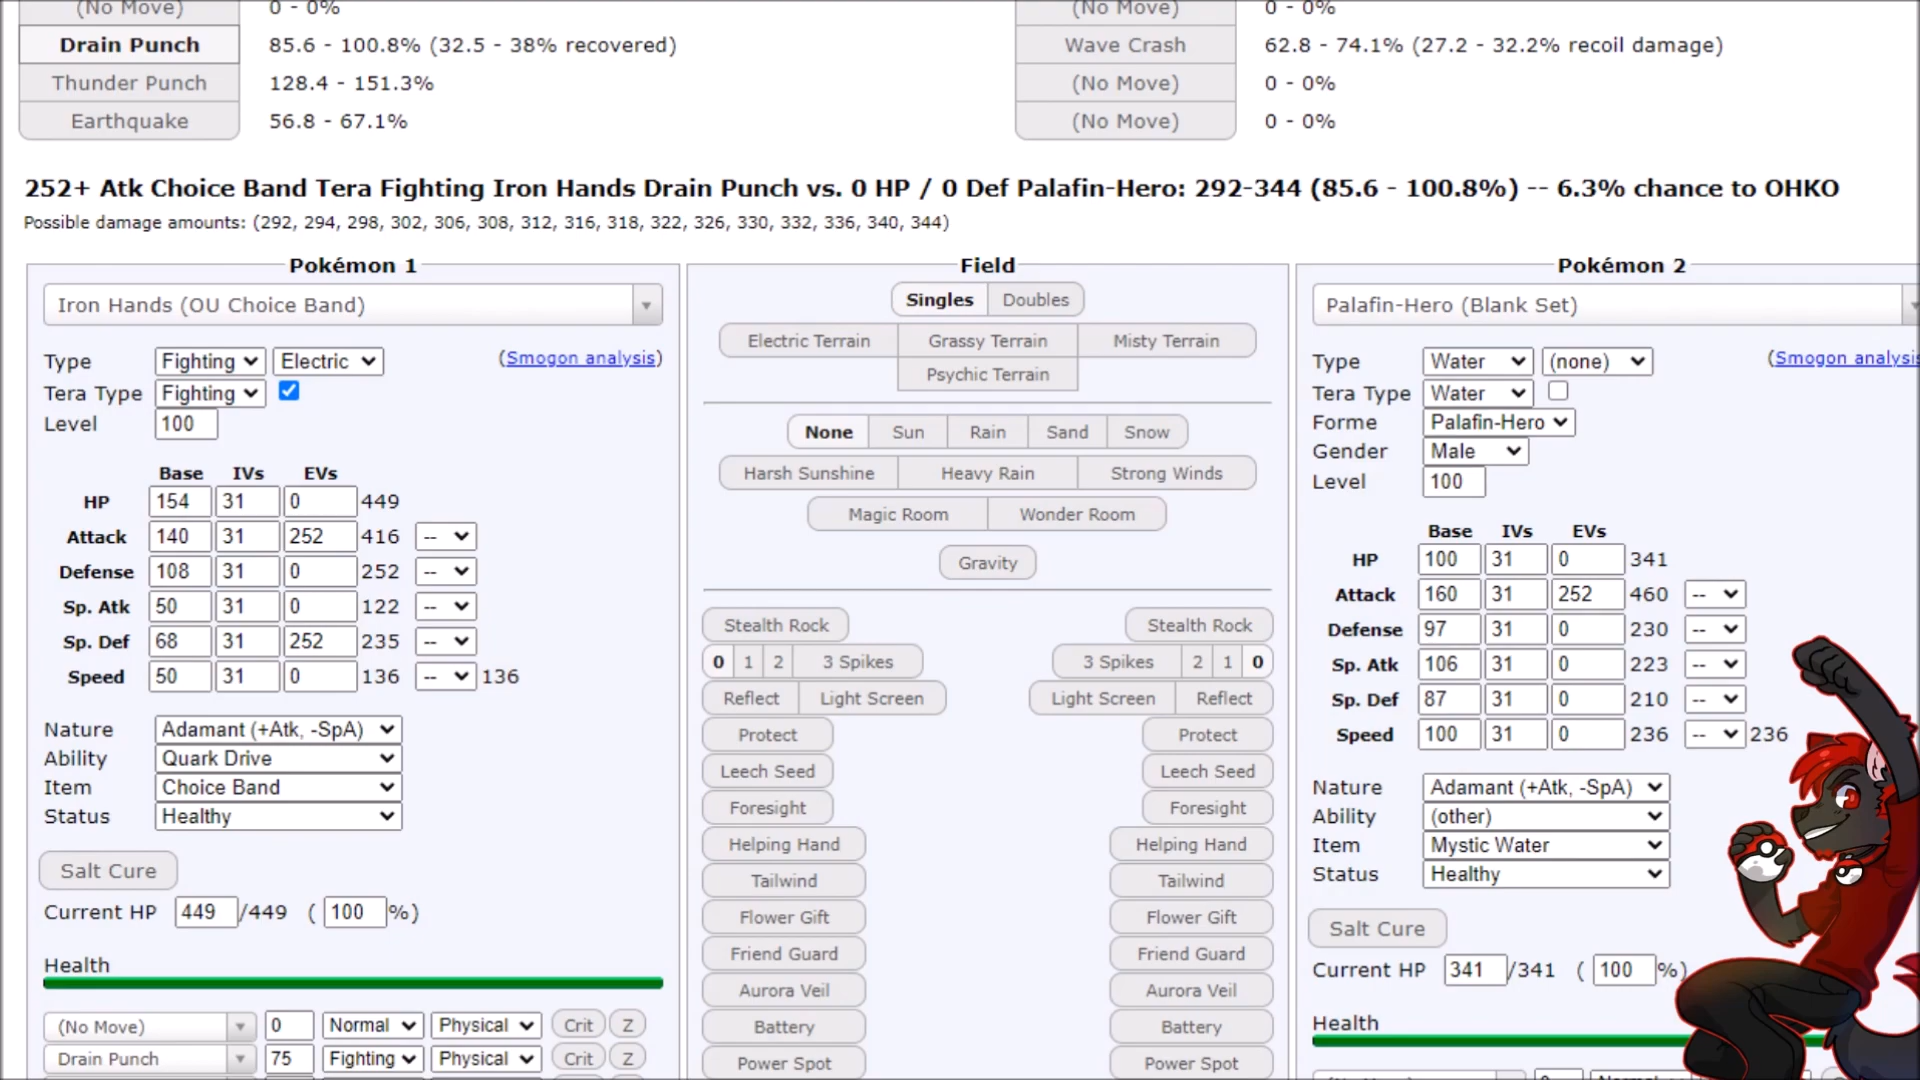 (No Move) 0 - 0% (No Move) 0 - 0%
Drain Punch 85.6 - 100.8% (32.5 - 38% recovered) Wave Crash 62.8 - 74.1% (27.2 - 32.2% recoil damage)
Thunder Punch 128.4 - 151.3% (No Move) 0 - 0%
Earthquake 56.8 - 67.1% (No Move) 0 - 0%
252+ Atk Choice Band Tera Fighting Iron Hands Drain Punch vs. 0 HP / 0 Def Palafin-Hero: 292-344 (85.6 - 100.8%) -- 6.3% chance to OHKO
Possible damage amounts: (292, 294, 298, 302, 306, 308, 312, 316, 318, 322, 326, 330, 332, 336, 340, 344)
Pokémon 1
Iron Hands (OU Choice Band)
Type Fighting Electric (Smogon analysis)
Tera Type Fighting
Level 100
Base IVs EVs
HP 154 31 0 449
Attack 140 31 252 416 --
Defense 108 31 0 252 --
Sp. Atk 50 31 0 122 --
Sp. Def 68 31 252 235 --
Speed 50 31 0 136 -- 136
Nature Adamant (+Atk, -SpA)
Ability Quark Drive
Item Choice Band
Status Healthy
Salt Cure
Current HP 449/449 (100%)
Health
(No Move) 0 Normal Physical Crit Z
Drain Punch 75 Fighting Physical Crit Z
Field
Singles Doubles
Electric Terrain Grassy Terrain Misty Terrain
Psychic Terrain
None Sun Rain Sand Snow
Harsh Sunshine Heavy Rain Strong Winds
Magic Room Wonder Room
Gravity
Stealth Rock Stealth Rock
0 1 2 3 Spikes 3 Spikes 2 1 0
Reflect Light Screen Light Screen Reflect
Protect Protect
Leech Seed Leech Seed
Foresight Foresight
Helping Hand Helping Hand
Tailwind Tailwind
Flower Gift Flower Gift
Friend Guard Friend Guard
Aurora Veil Aurora Veil
Battery Battery
Power Spot Power Spot
Pokémon 2
Palafin-Hero (Blank Set)
Type Water (none) (Smogon analysis
Tera Type Water
Forme Palafin-Hero
Gender Male
Level 100
Base IVs EVs
HP 100 31 0 341
Attack 160 31 252 460 --
Defense 97 31 0 230 --
Sp. Atk 106 31 0 223 --
Sp. Def 87 31 0 210 --
Speed 100 31 0 236 -- 236
Nature Adamant (+Atk, -SpA)
Ability (other)
Item Mystic Water
Status Healthy
Salt Cure
Current HP 341/341 (100%)
Health